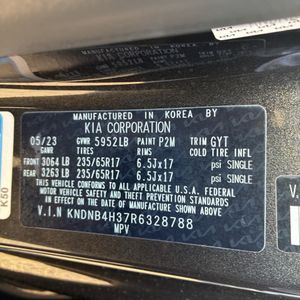 MANUFACTURED IN KOREA BY
KIA CORPORATION
05/23 GVWR 5952LB PAINT P2M TRIM GYT
GAWR TIRES RIMS COLD TIRE INFL
FRONT 3064 LB 235/65R17 6.5Jx17 psi SINGLE
REAR 3263 LB 235/65R17 6.5Jx17 psi SINGLE
THIS VEHICLE CONFORMS TO ALL APPLICABLE FEDERAL
MOTOR VEHICLE SAFETY AND THEFT PREVENTION
STANDARDS IN EFFECT ON THE
DATE OF MANUFACTURE SHOWN ABOVE
V.I.N KNDNB4H37R6328788
MPV
K50